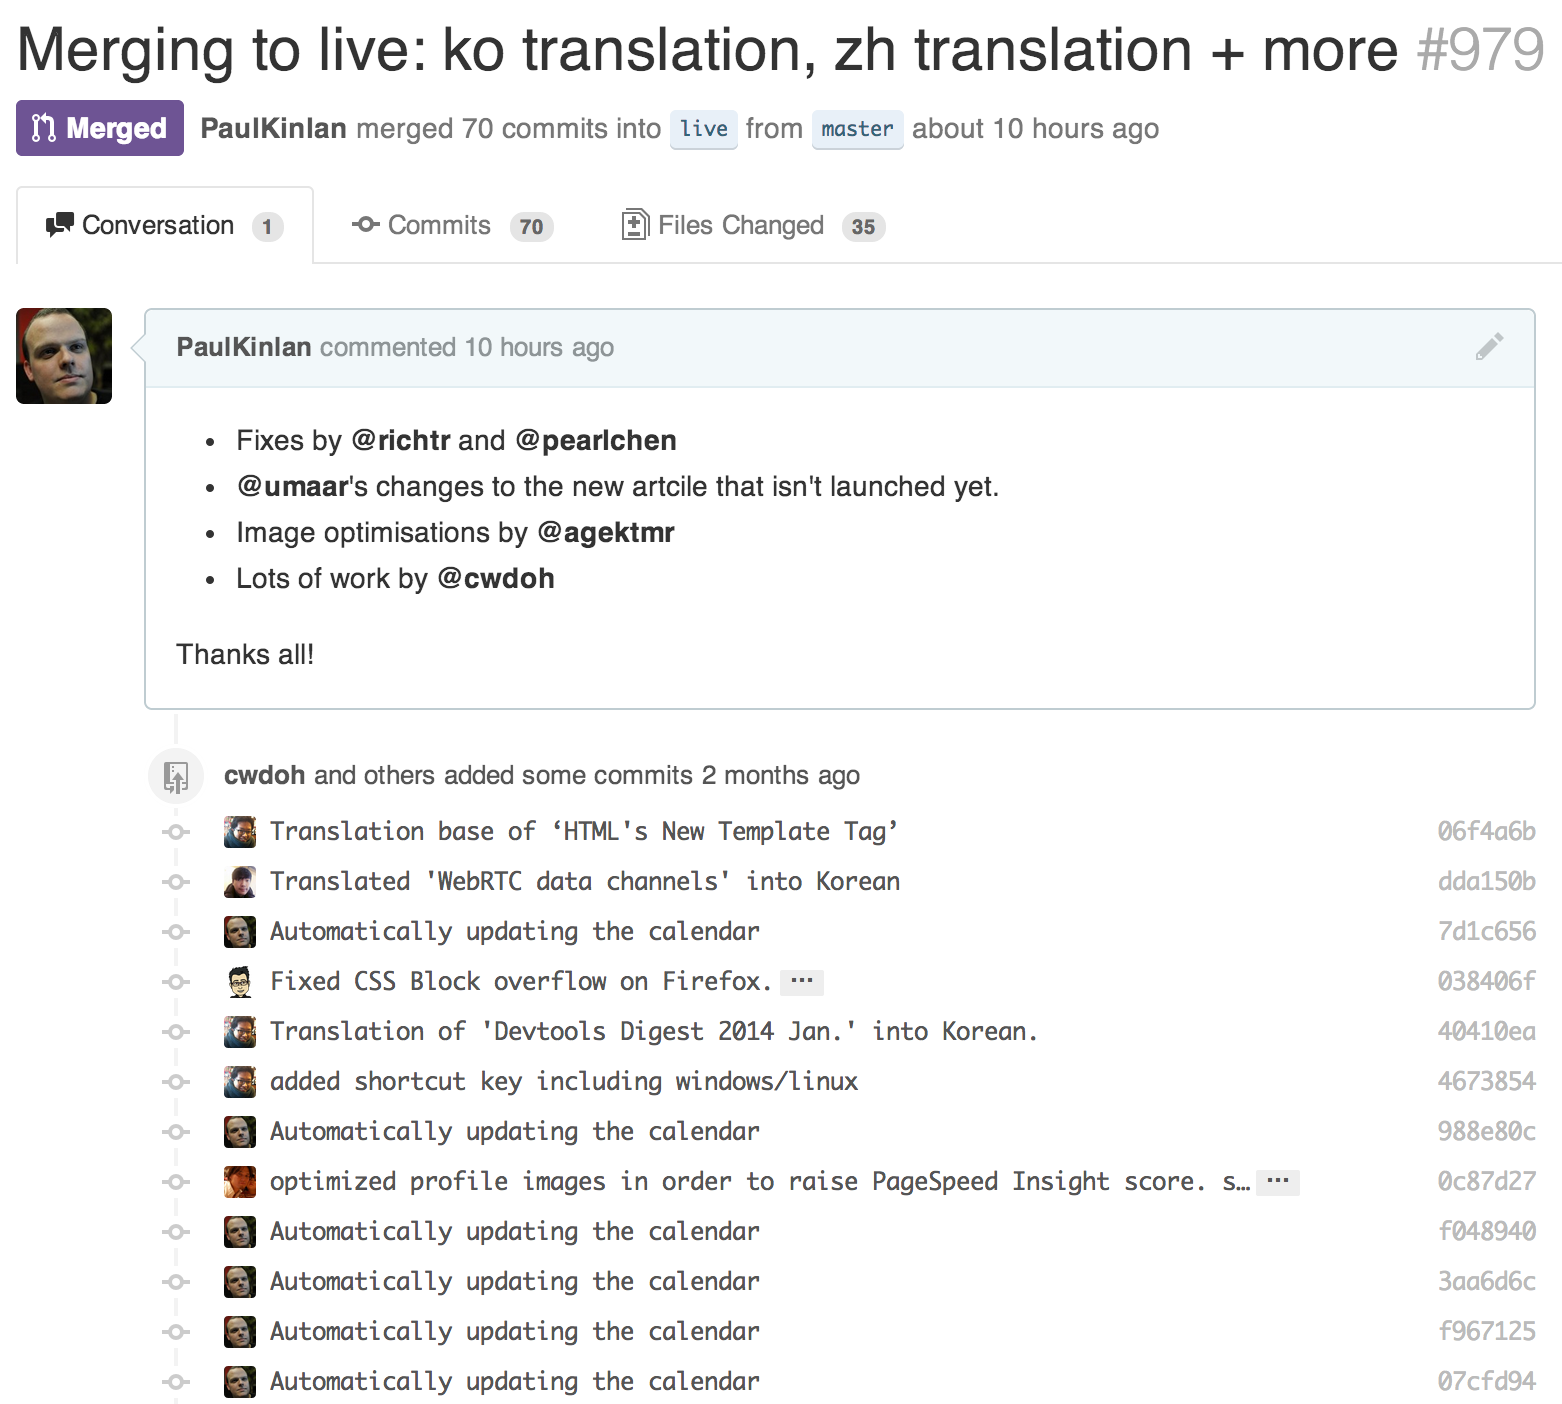 Merging to live: ko translation, zh translation + more #979
Merged PaulKinlan merged 70 commits into live from master about 10 hours ago
Conversation 1 Commits 70 Files Changed 35
PaulKinlan commented 10 hours ago
• Fixes by @richtr and @pearlchen
• @umaar's changes to the new artcile that isn't launched yet.
• Image optimisations by @agektmr
• Lots of work by @cwdoh
Thanks all!
cwdoh and others added some commits 2 months ago
Translation base of ‘HTML's New Template Tag’ 06f4a6b
Translated 'WebRTC data channels' into Korean dda150b
Automatically updating the calendar 7d1c656
Fixed CSS Block overflow on Firefox. … 038406f
Translation of 'Devtools Digest 2014 Jan.' into Korean. 40410ea
added shortcut key including windows/linux 4673854
Automatically updating the calendar 988e80c
optimized profile images in order to raise PageSpeed Insight score. s… … 0c87d27
Automatically updating the calendar f048940
Automatically updating the calendar 3aa6d6c
Automatically updating the calendar f967125
Automatically updating the calendar 07cfd94